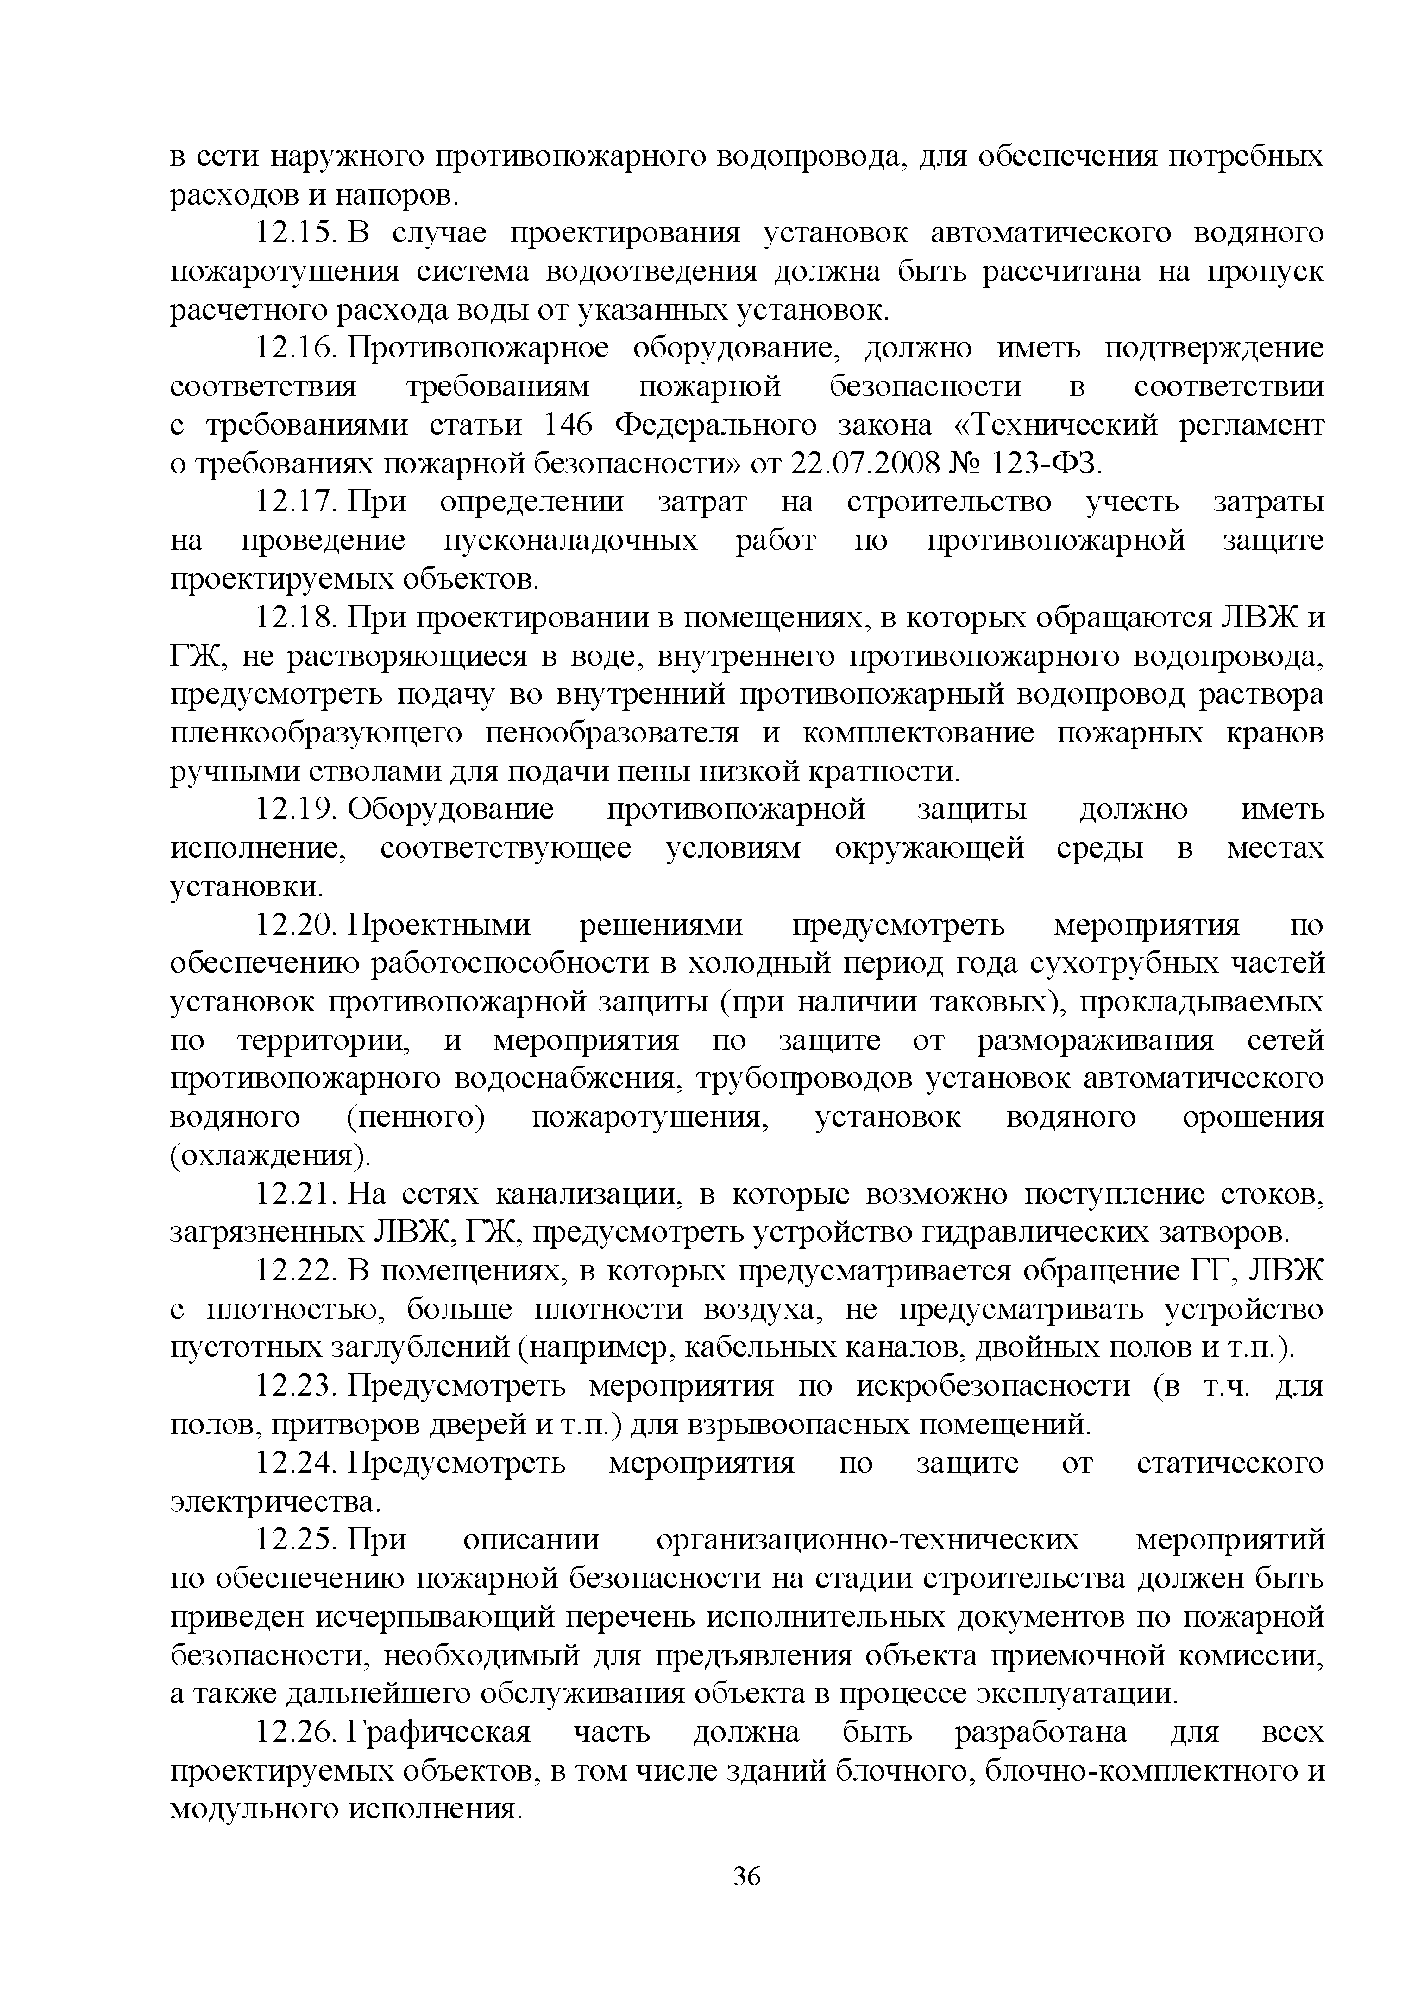 в сети наружного противопожарного водопровода, для обеспечения потребных
расходов и напоров.
12.15. В случае проектирования установок автоматического водяного
пожаротушения система водоотведения должна быть рассчитана на пропуск
расчетного расхода воды от указанных установок.
12.16. Противопожарное оборудование, должно иметь подтверждение
соответствия требованиям пожарной безопасности в соответствии
с требованиями статьи 146 Федерального закона «Технический регламент
о требованиях пожарной безопасности» от 22.07.2008 № 123-ФЗ.
12.17. При определении затрат на строительство учесть затраты
на проведение пусконаладочных работ по противопожарной защите
проектируемых объектов.
12.18. При проектировании в помещениях, в которых обращаются ЛВЖ и
ГЖ, не растворяющиеся в воде, внутреннего противопожарного водопровода,
предусмотреть подачу во внутренний противопожарный водопровод раствора
пленкообразующего пенообразователя и комплектование пожарных кранов
ручными стволами для подачи пены низкой кратности.
12.19. Оборудование противопожарной защиты должно иметь
исполнение, соответствующее условиям окружающей среды в местах
установки.
12.20. Проектными решениями предусмотреть мероприятия по
обеспечению работоспособности в холодный период года сухотрубных частей
установок противопожарной защиты (при наличии таковых), прокладываемых
по территории, и мероприятия по защите от размораживания сетей
противопожарного водоснабжения, трубопроводов установок автоматического
водяного (пенного) пожаротушения, установок водяного орошения
(охлаждения).
12.21. На сетях канализации, в которые возможно поступление стоков,
загрязненных ЛВЖ, ГЖ, предусмотреть устройство гидравлических затворов.
12.22. В помещениях, в которых предусматривается обращение ГГ, ЛВЖ
с плотностью, больше плотности воздуха, не предусматривать устройство
пустотных заглублений (например, кабельных каналов, двойных полов и т.п.).
12.23. Предусмотреть мероприятия по искробезопасности (в т.ч. для
полов, притворов дверей и т.п.) для взрывоопасных помещений.
12.24. Предусмотреть мероприятия по защите от статического
электричества.
12.25. При описании организационно-технических мероприятий
по обеспечению пожарной безопасности на стадии строительства должен быть
приведен исчерпывающий перечень исполнительных документов по пожарной
безопасности, необходимый для предъявления объекта приемочной комиссии,
а также дальнейшего обслуживания объекта в процессе эксплуатации.
12.26. Графическая часть должна быть разработана для всех
проектируемых объектов, в том числе зданий блочного, блочно-комплектного и
модульного исполнения.
36